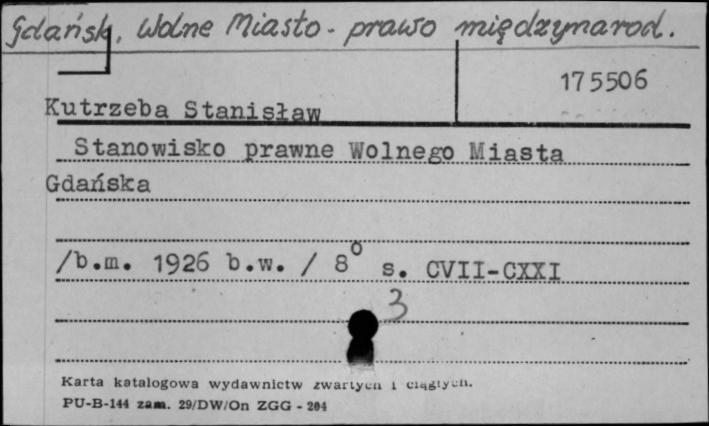 Gdańsk, Wolne Miasto - prawo międzynarod.
175506
Kutrzeba Stanisław
Stanowisko prawne Wolnego Miasta
Gdańska
/b.m. 1926 b.w. / 8° s. CVII-CXXI
3
Karta katalogowa wydawnictw zwartych i ciągłych.
PU-B-144 zam. 29/DW/On ZGG - 204